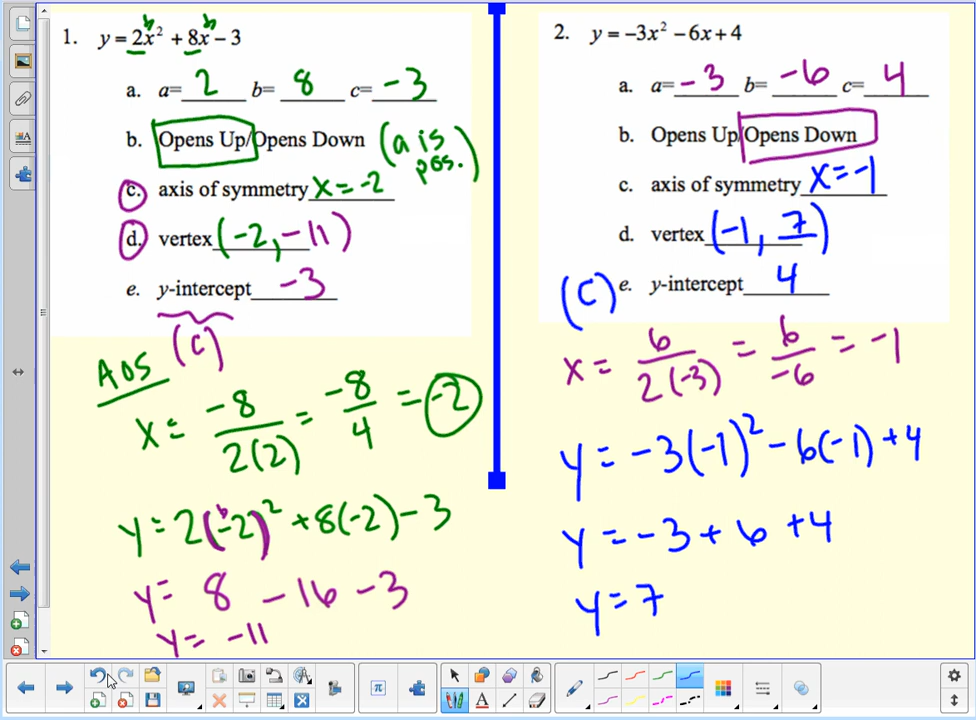 1. y = 2x² + 8x − 3
b b
a. a= 2 b= 8 c= −3
b. Opens Up/Opens Down (a is pos.)
c. axis of symmetry x = −2
d. vertex (−2, −11)
e. y-intercept −3
(C)
AOS
x = −8/2(2) = −8/4 = −2
y = 2(−2)² + 8(−2) − 3
y = 8 − 16 − 3
y = −11
2. y = −3x² − 6x + 4
a. a= −3 b= −6 c= 4
b. Opens Up/Opens Down
c. axis of symmetry x = −1
d. vertex (−1, 7)
(C) e. y-intercept 4
x = 6/2(−3) = 6/−6 = −1
y = −3(−1)² − 6(−1) + 4
y = −3 + 6 + 4
y = 7